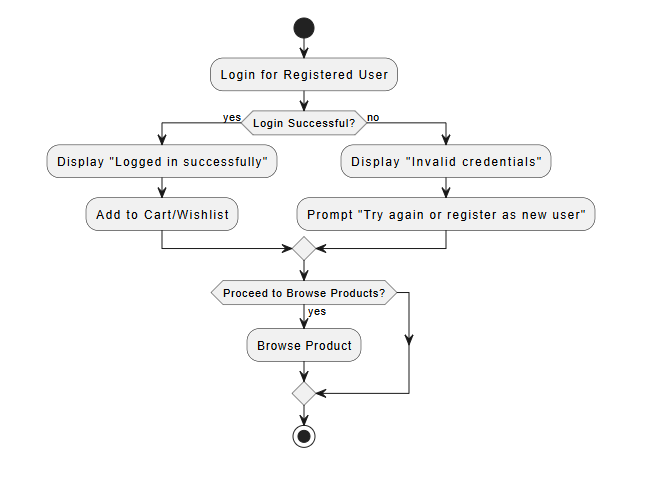 Login for Registered User
yes
Login Successful?
no
Display "Logged in successfully"
Display "Invalid credentials"
Add to Cart/Wishlist
Prompt "Try again or register as new user"
Proceed to Browse Products?
yes
Browse Product